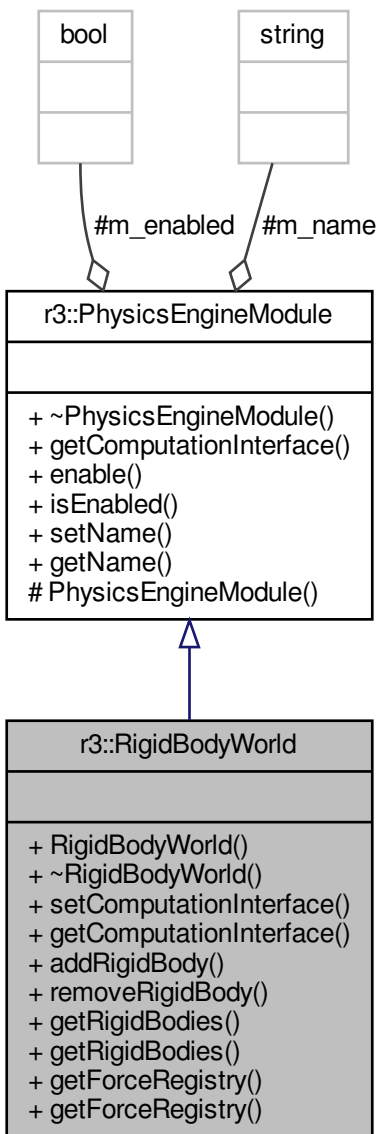 bool
string
#m_enabled
#m_name
r3::PhysicsEngineModule
+ ~PhysicsEngineModule()
+ getComputationInterface()
+ enable()
+ isEnabled()
+ setName()
+ getName()
# PhysicsEngineModule()
r3::RigidBodyWorld
+ RigidBodyWorld()
+ ~RigidBodyWorld()
+ setComputationInterface()
+ getComputationInterface()
+ addRigidBody()
+ removeRigidBody()
+ getRigidBodies()
+ getRigidBodies()
+ getForceRegistry()
+ getForceRegistry()